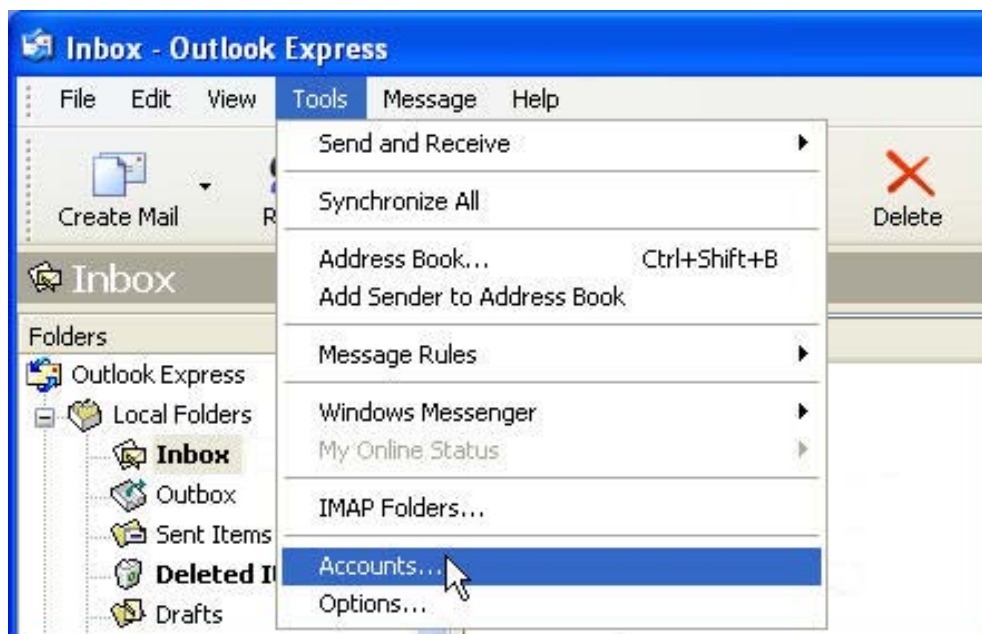 Inbox - Outlook Express
File Edit View Tools Message Help
Create Mail
Delete
Send and Receive
Synchronize All
Address Book... Ctrl+Shift+B
Add Sender to Address Book
Message Rules
Windows Messenger
My Online Status
IMAP Folders...
Accounts...
Options...
Inbox
Folders
Outlook Express
Local Folders
Inbox
Outbox
Sent Items
Deleted
Drafts